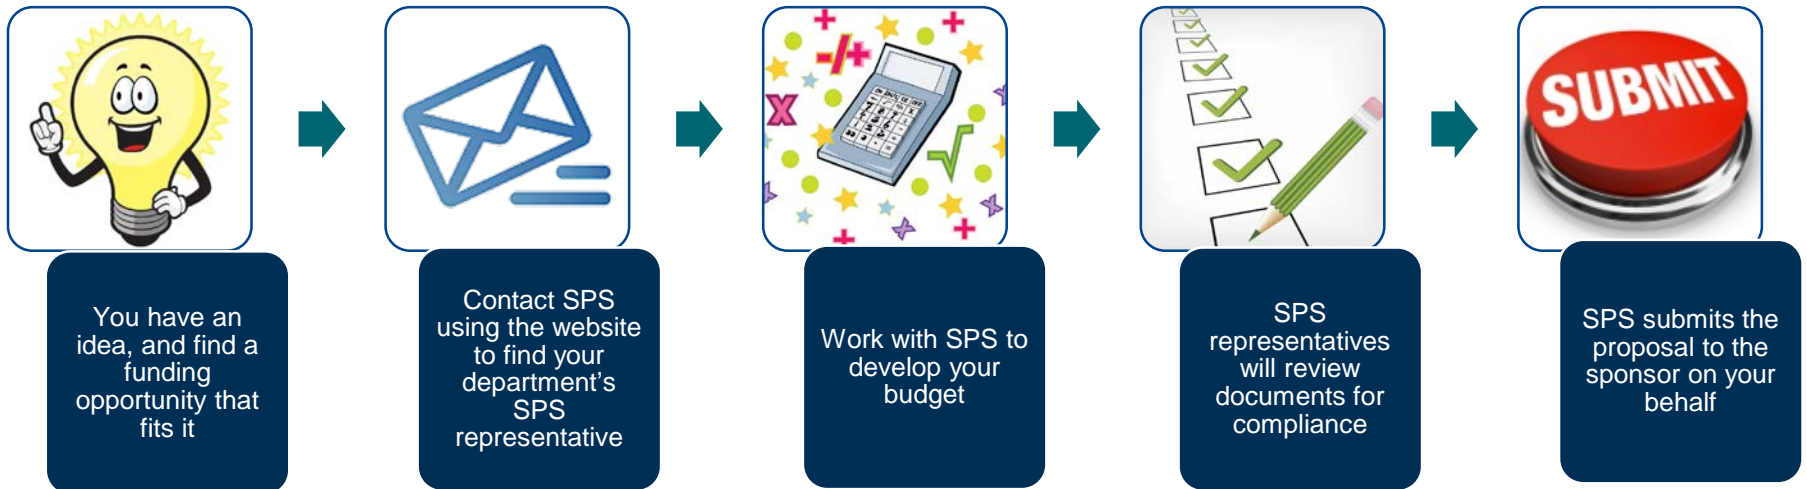 SUBMIT
You have an
idea, and find a
funding
opportunity that
fits it
Contact SPS
using the website
to find your
department's
SPS
representative
Work with SPS to
develop your
budget
SPS
representatives
will review
documents for
compliance
SPS submits the
proposal to the
sponsor on your
behalf